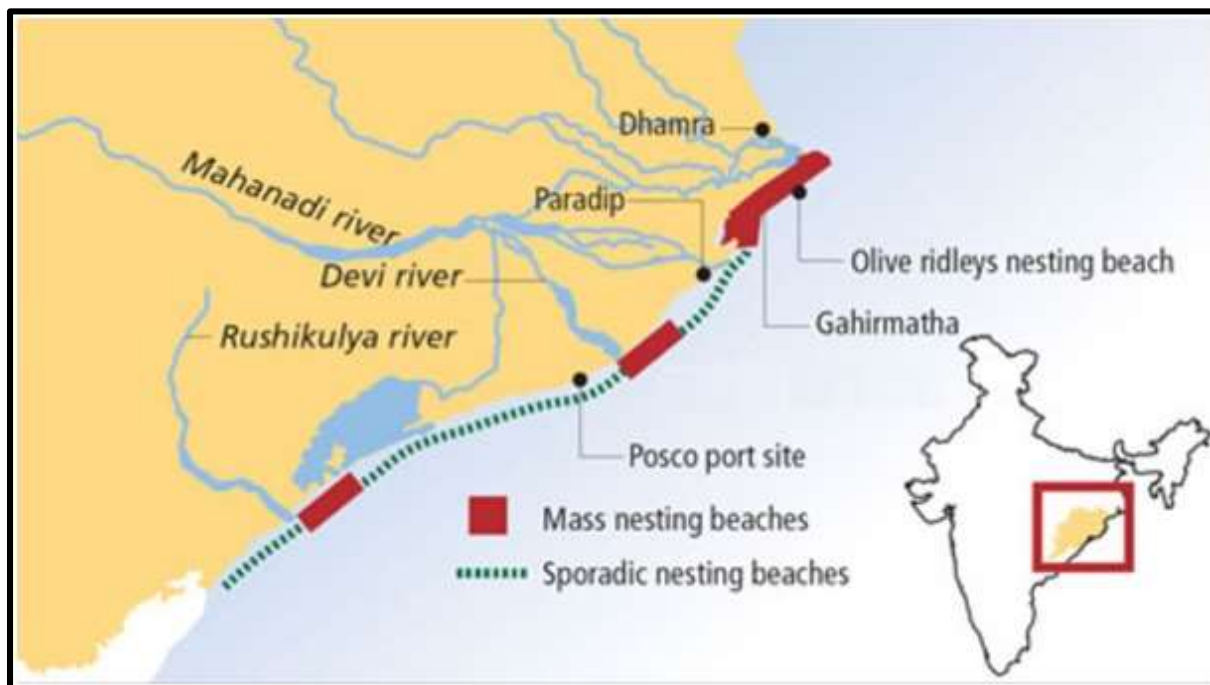 Dhamra
Mahanadi river
Paradip
Devi river
Olive ridleys nesting beach
Rushikulya river
Gahirmatha
Posco port site
Mass nesting beaches
Sporadic nesting beaches